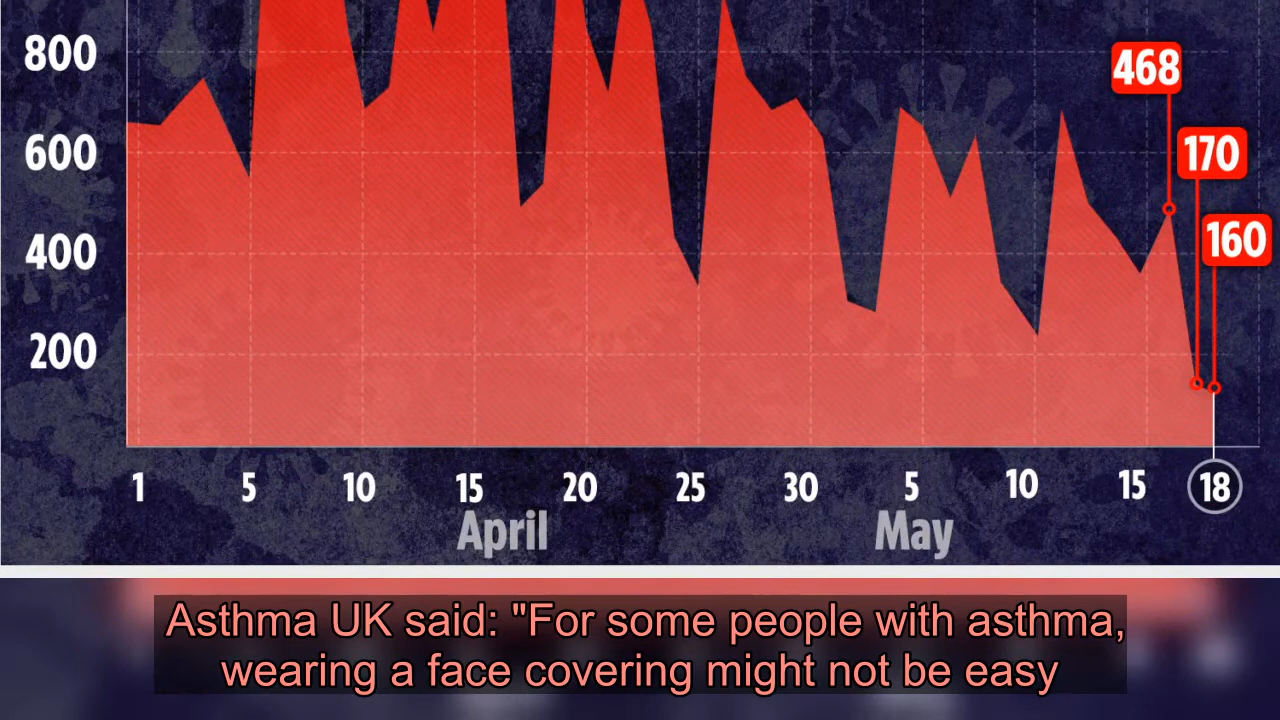 800
468
600
170
400
160
200
1 5 10 15 20 25 30 5 10 15 18
April May
Asthma UK said: "For some people with asthma,
wearing a face covering might not be easy